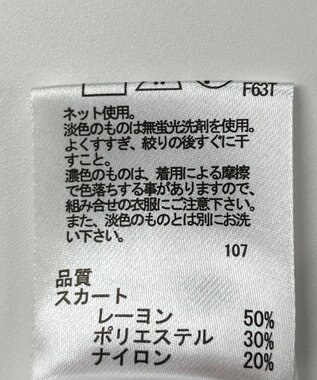 F63T
ネット使用。
淡色のものは無蛍光洗剤を使用。
よくすすぎ、絞りの後すぐに干
すこと。
濃色のものは、着用による摩擦
で色落ちする事がありますので、
組み合せの衣服にご注意下さい。
また、淡色のものとは別にお洗
い下さい。
107
品質
スカート
レーヨン 50%
ポリエステル 30%
ナイロン 20%